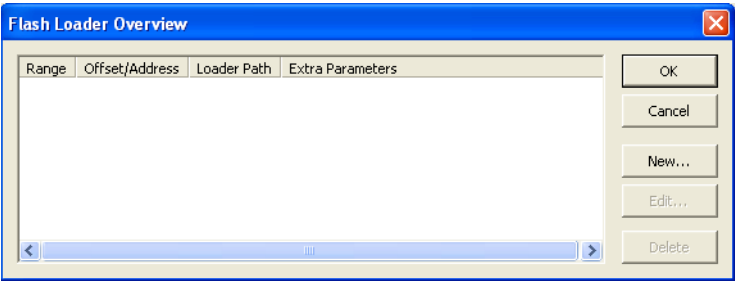 Flash Loader Overview
Range Offset/Address Loader Path Extra Parameters
OK
Cancel
New...
Edit...
Delete